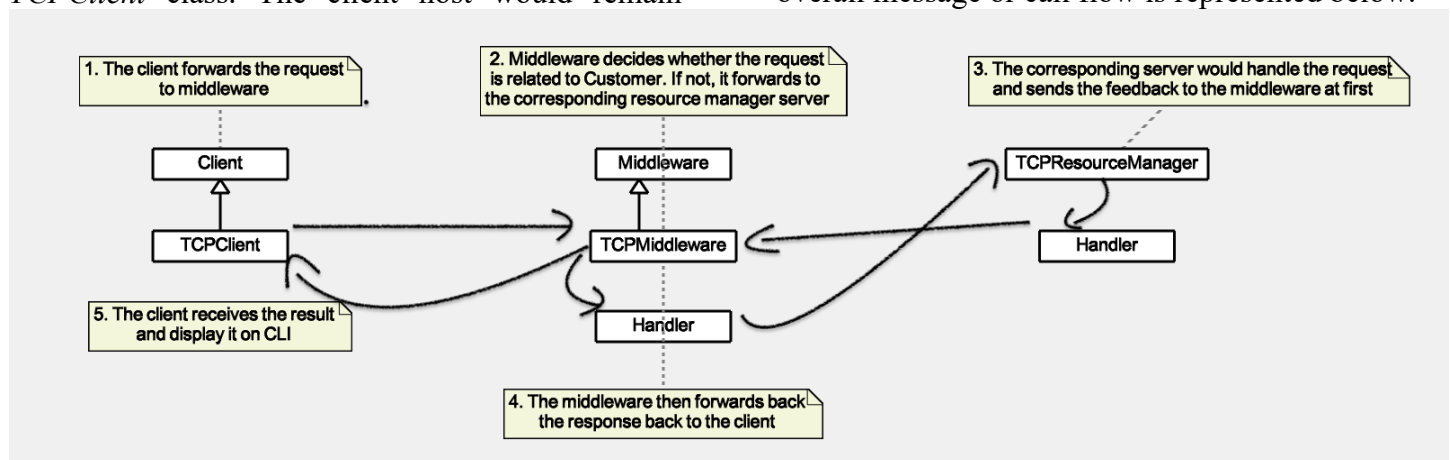 TCPClient class. The client host would remain
overall message or call flow is represented below:
1. The client forwards the request
to middleware
2. Middleware decides whether the request
is related to Customer. If not, it forwards to
the corresponding resource manager server
3. The corresponding server would handle the request
and sends the feedback to the middleware at first
Client
Middleware
TCPResourceManager
TCPClient
TCPMiddleware
Handler
5. The client receives the result
and display it on CLI
Handler
4. The middleware then forwards back
the response back to the client